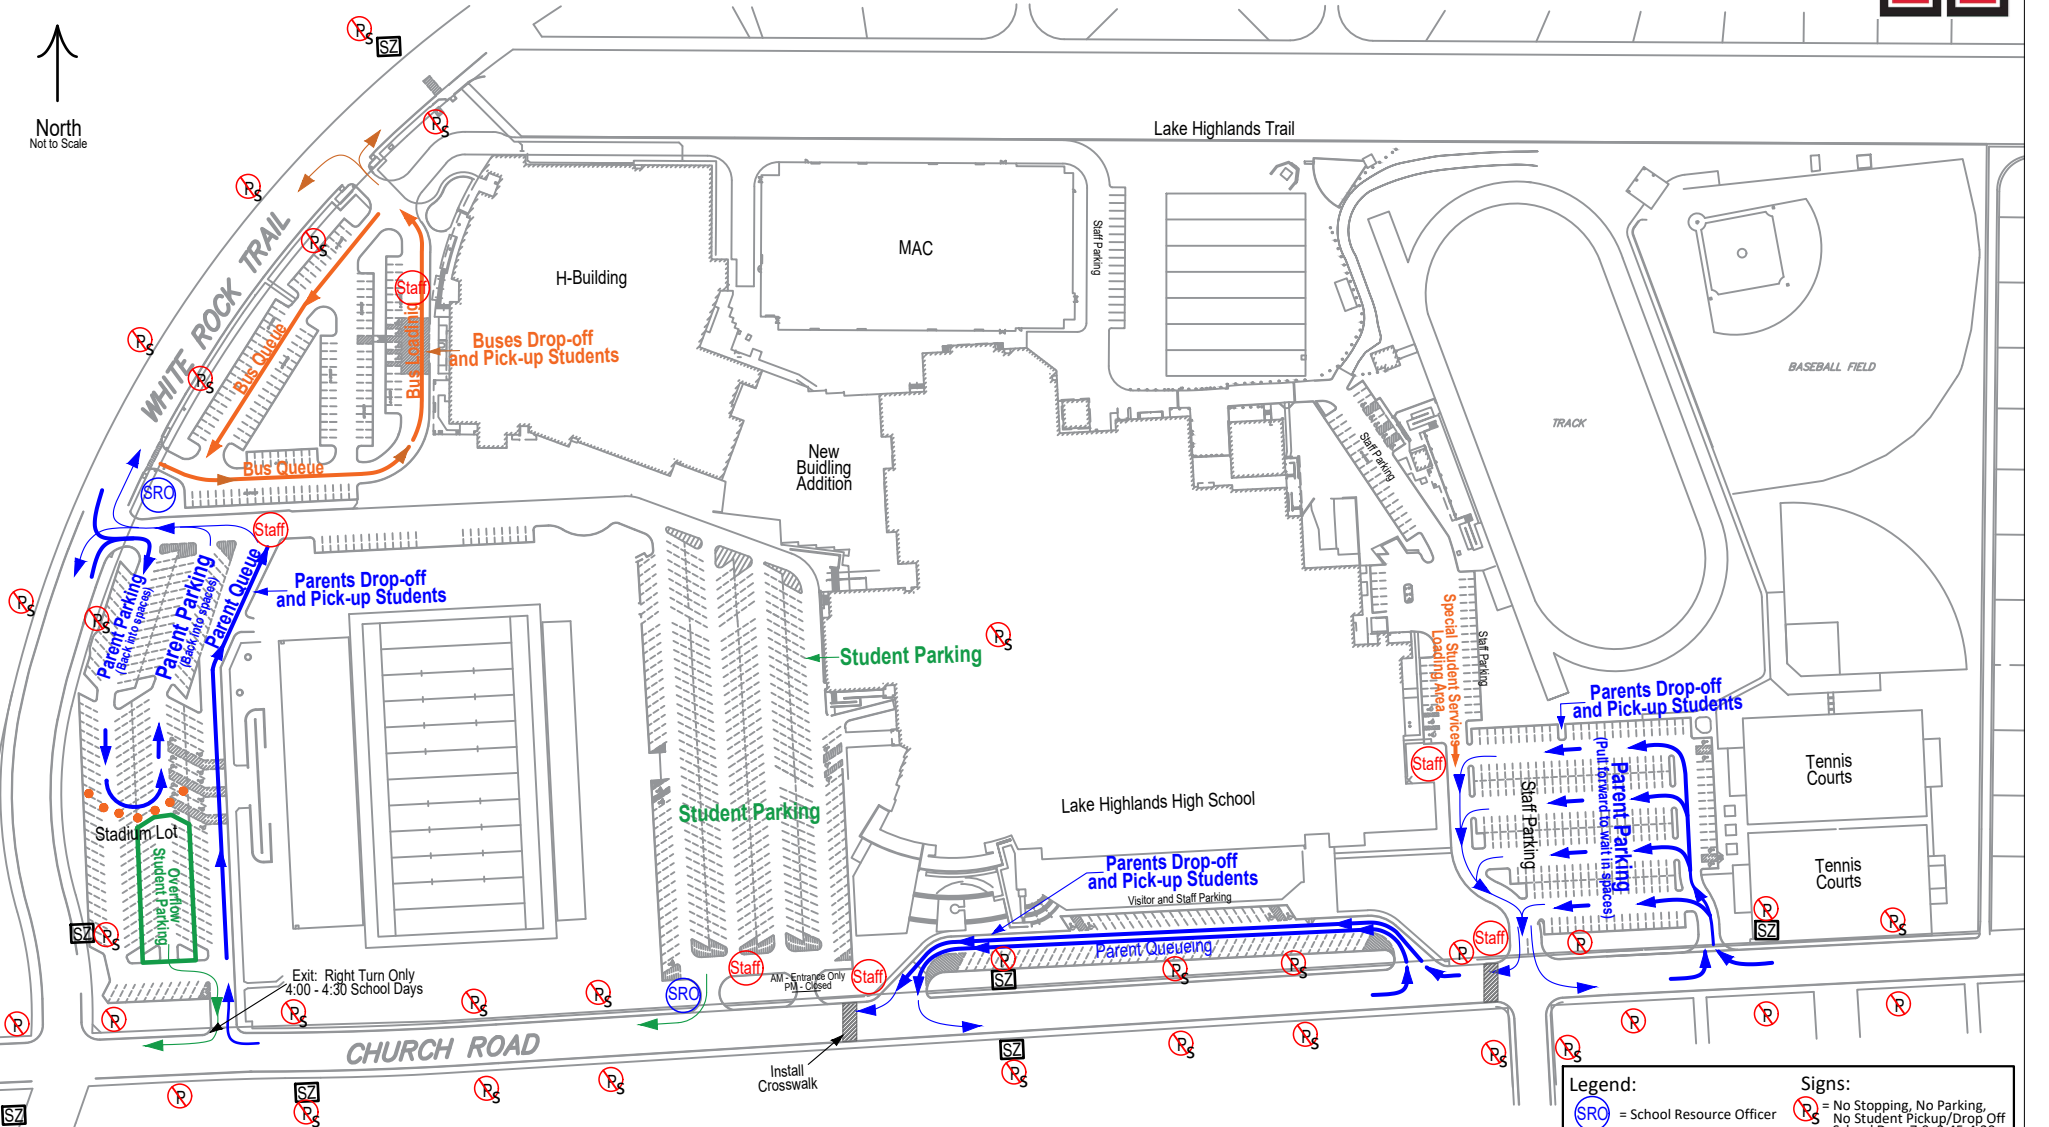 SZ
North
Not to Scale
Lake Highlands Trail
WHITE ROCK TRAIL
H-Building
MAC
Staff Parking
BASEBALL FIELD
TRACK
Staff
Bus Loadinig
Buses Drop-off
and Pick-up Students
Bus Queue
Bus Queue
New
Buidling
Addition
Staff Parking
SRO
Staff
Parent Parking
(Back into spaces)
Parent Parking
(Back into spaces)
Parent Queue
Parents Drop-off
and Pick-up Students
Student Parking
Special Student Services
Loading Area
Staff Parking
Parents Drop-off
and Pick-up Students
Staff
Parent Parking
(Pull forward to wait in spaces)
Staff Parking
Tennis
Courts
Tennis
Courts
Lake Highlands High School
Student Parking
Stadium Lot
Overflow
Student Parking
Parents Drop-off
and Pick-up Students
Visitor and Staff Parking
Parent Queueing
SZ
SZ
SZ
Staff
Staff
Staff
AM - Entrance Only
PM - Closed
SRO
Exit: Right Turn Only
4:00 - 4:30 School Days
CHURCH ROAD
Install
Crosswalk
SZ
SZ
SZ
Legend:
SRO = School Resource Officer
Signs:
= No Stopping, No Parking,
No Student Pickup/Drop Off